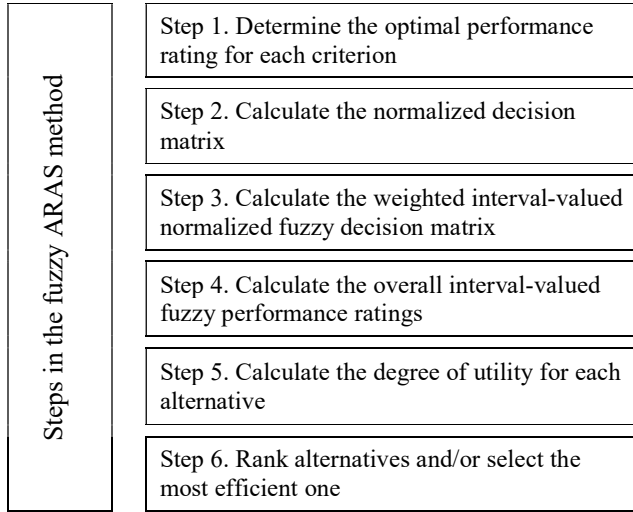 Steps in the fuzzy ARAS method
Step 1. Determine the optimal performance
rating for each criterion
Step 2. Calculate the normalized decision
matrix
Step 3. Calculate the weighted interval-valued
normalized fuzzy decision matrix
Step 4. Calculate the overall interval-valued
fuzzy performance ratings
Step 5. Calculate the degree of utility for each
alternative
Step 6. Rank alternatives and/or select the
most efficient one